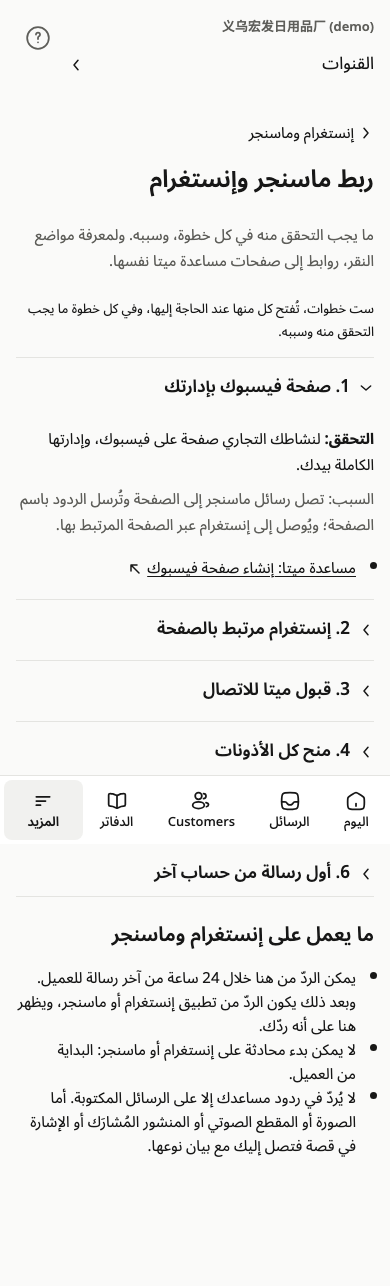 义乌宏发日用品厂 (demo)
القنوات
إنستغرام وماسنجر
ربط ماسنجر وإنستغرام
ما يجب التحقق منه في كل خطوة، وسببه. ولمعرفة مواضع
النقر، روابط إلى صفحات مساعدة ميتا نفسها.
ست خطوات، تُفتح كل منها عند الحاجة إليها، وفي كل خطوة ما يجب
التحقق منه وسببه.
1. صفحة فيسبوك بإدارتك
التحقق: لنشاطك التجاري صفحة على فيسبوك، وإدارتها
الكاملة بيدك.
السبب: تصل رسائل ماسنجر إلى الصفحة وتُرسل الردود باسم
الصفحة؛ ويُوصل إلى إنستغرام عبر الصفحة المرتبط بها.
مساعدة ميتا: إنشاء صفحة فيسبوك
2. إنستغرام مرتبط بالصفحة
3. قبول ميتا للاتصال
4. منح كل الأذونات
اليوم
الرسائل
Customers
الدفاتر
المزيد
6. أول رسالة من حساب آخر
ما يعمل على إنستغرام وماسنجر
يمكن الردّ من هنا خلال 24 ساعة من آخر رسالة للعميل.
وبعد ذلك يكون الردّ من تطبيق إنستغرام أو ماسنجر، ويظهر
هنا على أنه ردّك.
لا يمكن بدء محادثة على إنستغرام أو ماسنجر: البداية
من العميل.
لا يُردّ في ردود مساعدك إلا على الرسائل المكتوبة. أما
الصورة أو المقطع الصوتي أو المنشور المُشارَك أو الإشارة
في قصة فتصل إليك مع بيان نوعها.